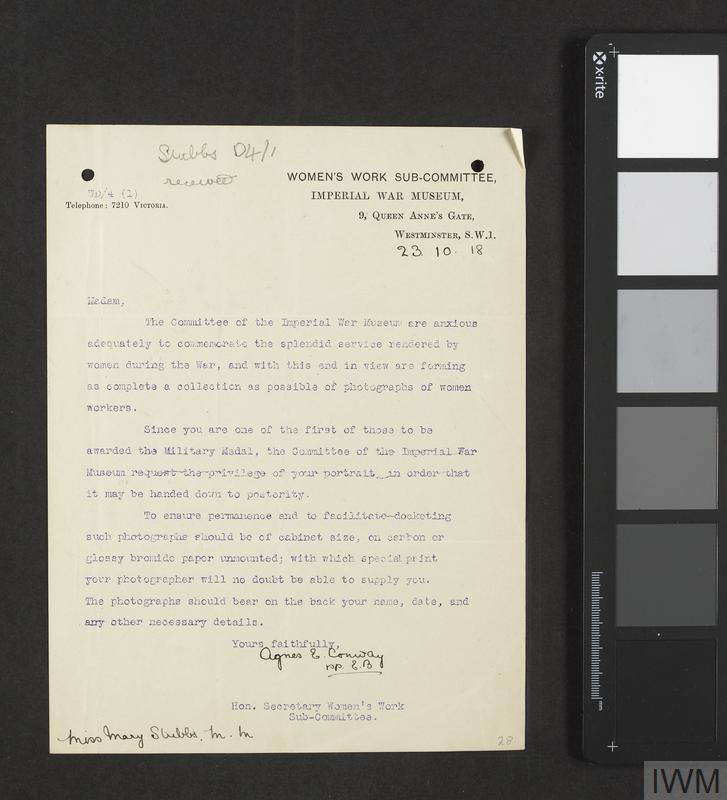 Stubbs D4/1
received
WOMEN'S WORK SUB-COMMITTEE,
IMPERIAL WAR MUSEUM,
9, QUEEN ANNE'S GATE,
WESTMINSTER, S.W.1.
Telephone: 7210 VICTORIA.
23. 10. 18
Madam,
The Committee of the Imperial War Museum are anxious
adequately to commemorate the splendid service rendered by
women during the War, and with this end in view are forming
as complete a collection as possible of photographs of women
workers.
Since you are one of the first of those to be
awarded the Military Medal, the Committee of the Imperial War
Museum request the privilege of your portrait in order that
it may be handed down to posterity.
To ensure permanence and to facilitate docketing
such photographs should be of cabinet size, on carbon or
glossy bromide paper unmounted; with which special print
your photographer will no doubt be able to supply you.
The photographs should bear on the back your name, date, and
any other necessary details.
Yours faithfully,
Agnes E. Conway
pp. E.B
Hon. Secretary Women's Work
Sub-Committee.
Miss Mary Stubbs. M. M
28
x-rite
mm
IWM